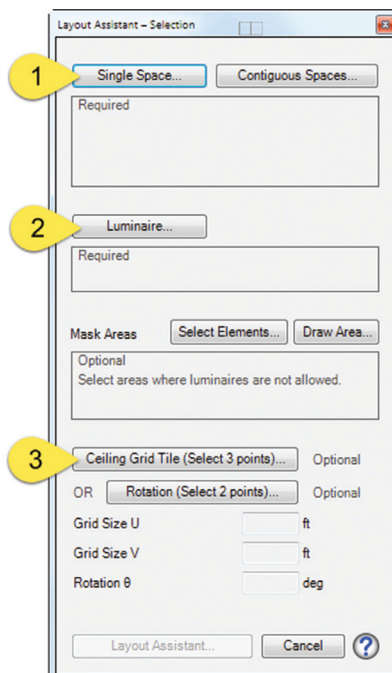 Layout Assistant – Selection
1
Single Space... Contiguous Spaces...
Required
2
Luminaire...
Required
Mask Areas Select Elements... Draw Area...
Optional
Select areas where luminaires are not allowed.
3
Ceiling Grid Tile (Select 3 points)... Optional
OR Rotation (Select 2 points)... Optional
Grid Size U ft
Grid Size V ft
Rotation θ deg
Layout Assistant... Cancel ?